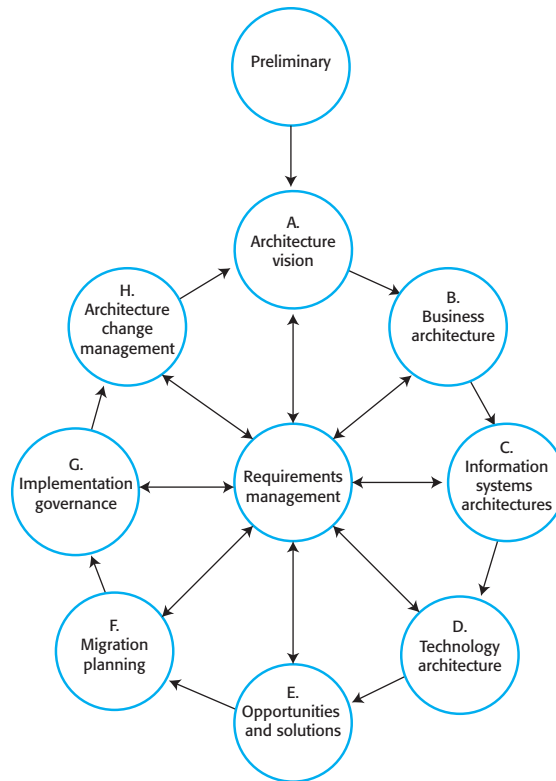 Preliminary
A.
Architecture
vision
B.
Business
architecture
C.
Information
systems
architectures
D.
Technology
architecture
E.
Opportunities
and solutions
F.
Migration
planning
G.
Implementation
governance
H.
Architecture
change
management
Requirements
management